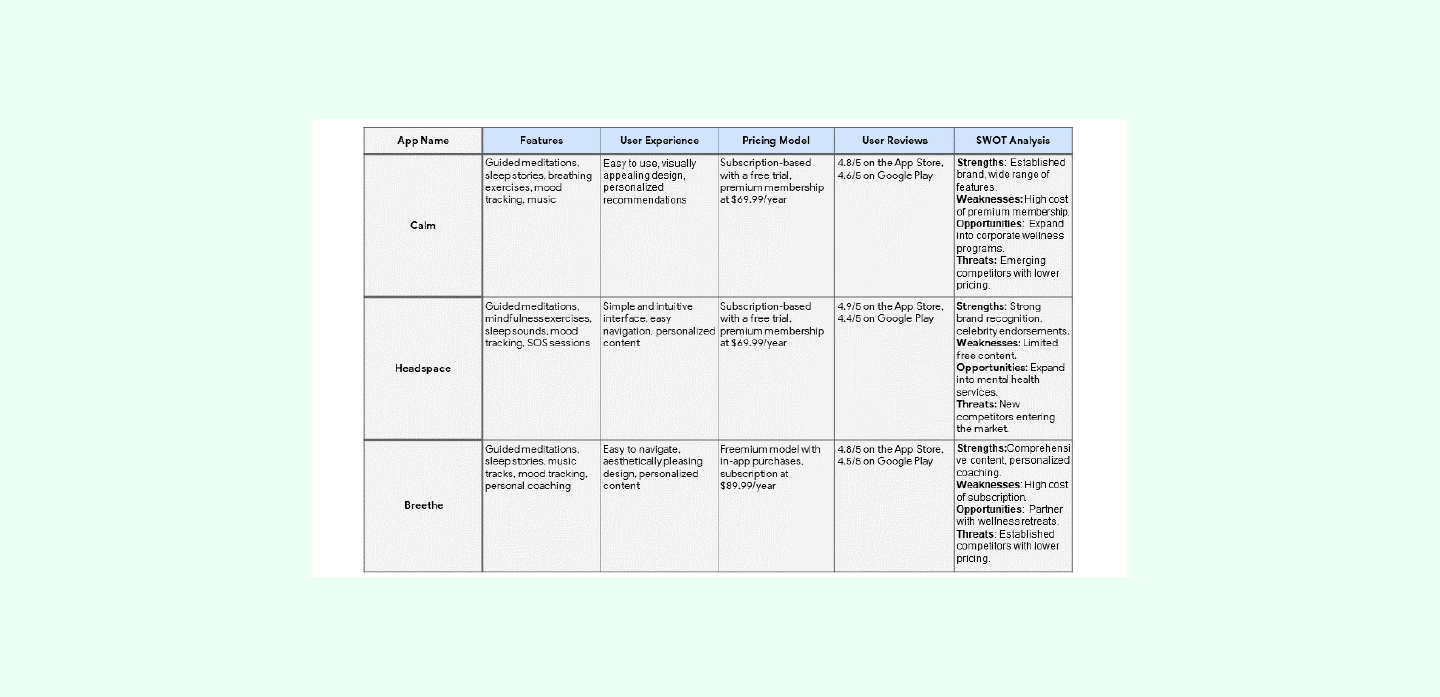 App Name
Features
User Experience
Pricing Model
User Reviews
SWOT Analysis
Calm
Guided meditations,
sleep stories, breathing
exercises, mood
tracking, music
Easy to use, visually
appealing design,
personalized
recommendations
Subscription-based
with a free trial,
premium membership
at $69.99/year
4.8/5 on the App Store,
4.6/5 on Google Play
Strengths: Established
brand, wide range of
features.
Weaknesses: High cost
of premium membership.
Opportunities: Expand
into corporate wellness
programs.
Threats: Emerging
competitors with lower
pricing.
Headspace
Guided meditations,
mindfulness exercises,
sleep sounds, mood
tracking, SOS sessions
Simple and intuitive
interface, easy
navigation, personalized
content
Subscription-based
with a free trial,
premium membership
at $69.99/year
4.9/5 on the App Store,
4.4/5 on Google Play
Strengths: Strong
brand recognition,
celebrity endorsements.
Weaknesses: Limited
free content.
Opportunities: Expand
into mental health
services.
Threats: New
competitors entering
the market.
Breethe
Guided meditations,
sleep stories, music
tracks, mood tracking,
personal coaching
Easy to navigate,
aesthetically pleasing
design, personalized
content
Freemium model with
in-app purchases,
subscription at
$89.99/year
4.8/5 on the App Store,
4.5/5 on Google Play
Strengths:Comprehensi
ve content, personalized
coaching.
Weaknesses: High cost
of subscription.
Opportunities: Partner
with wellness retreats.
Threats: Established
competitors with lower
pricing.